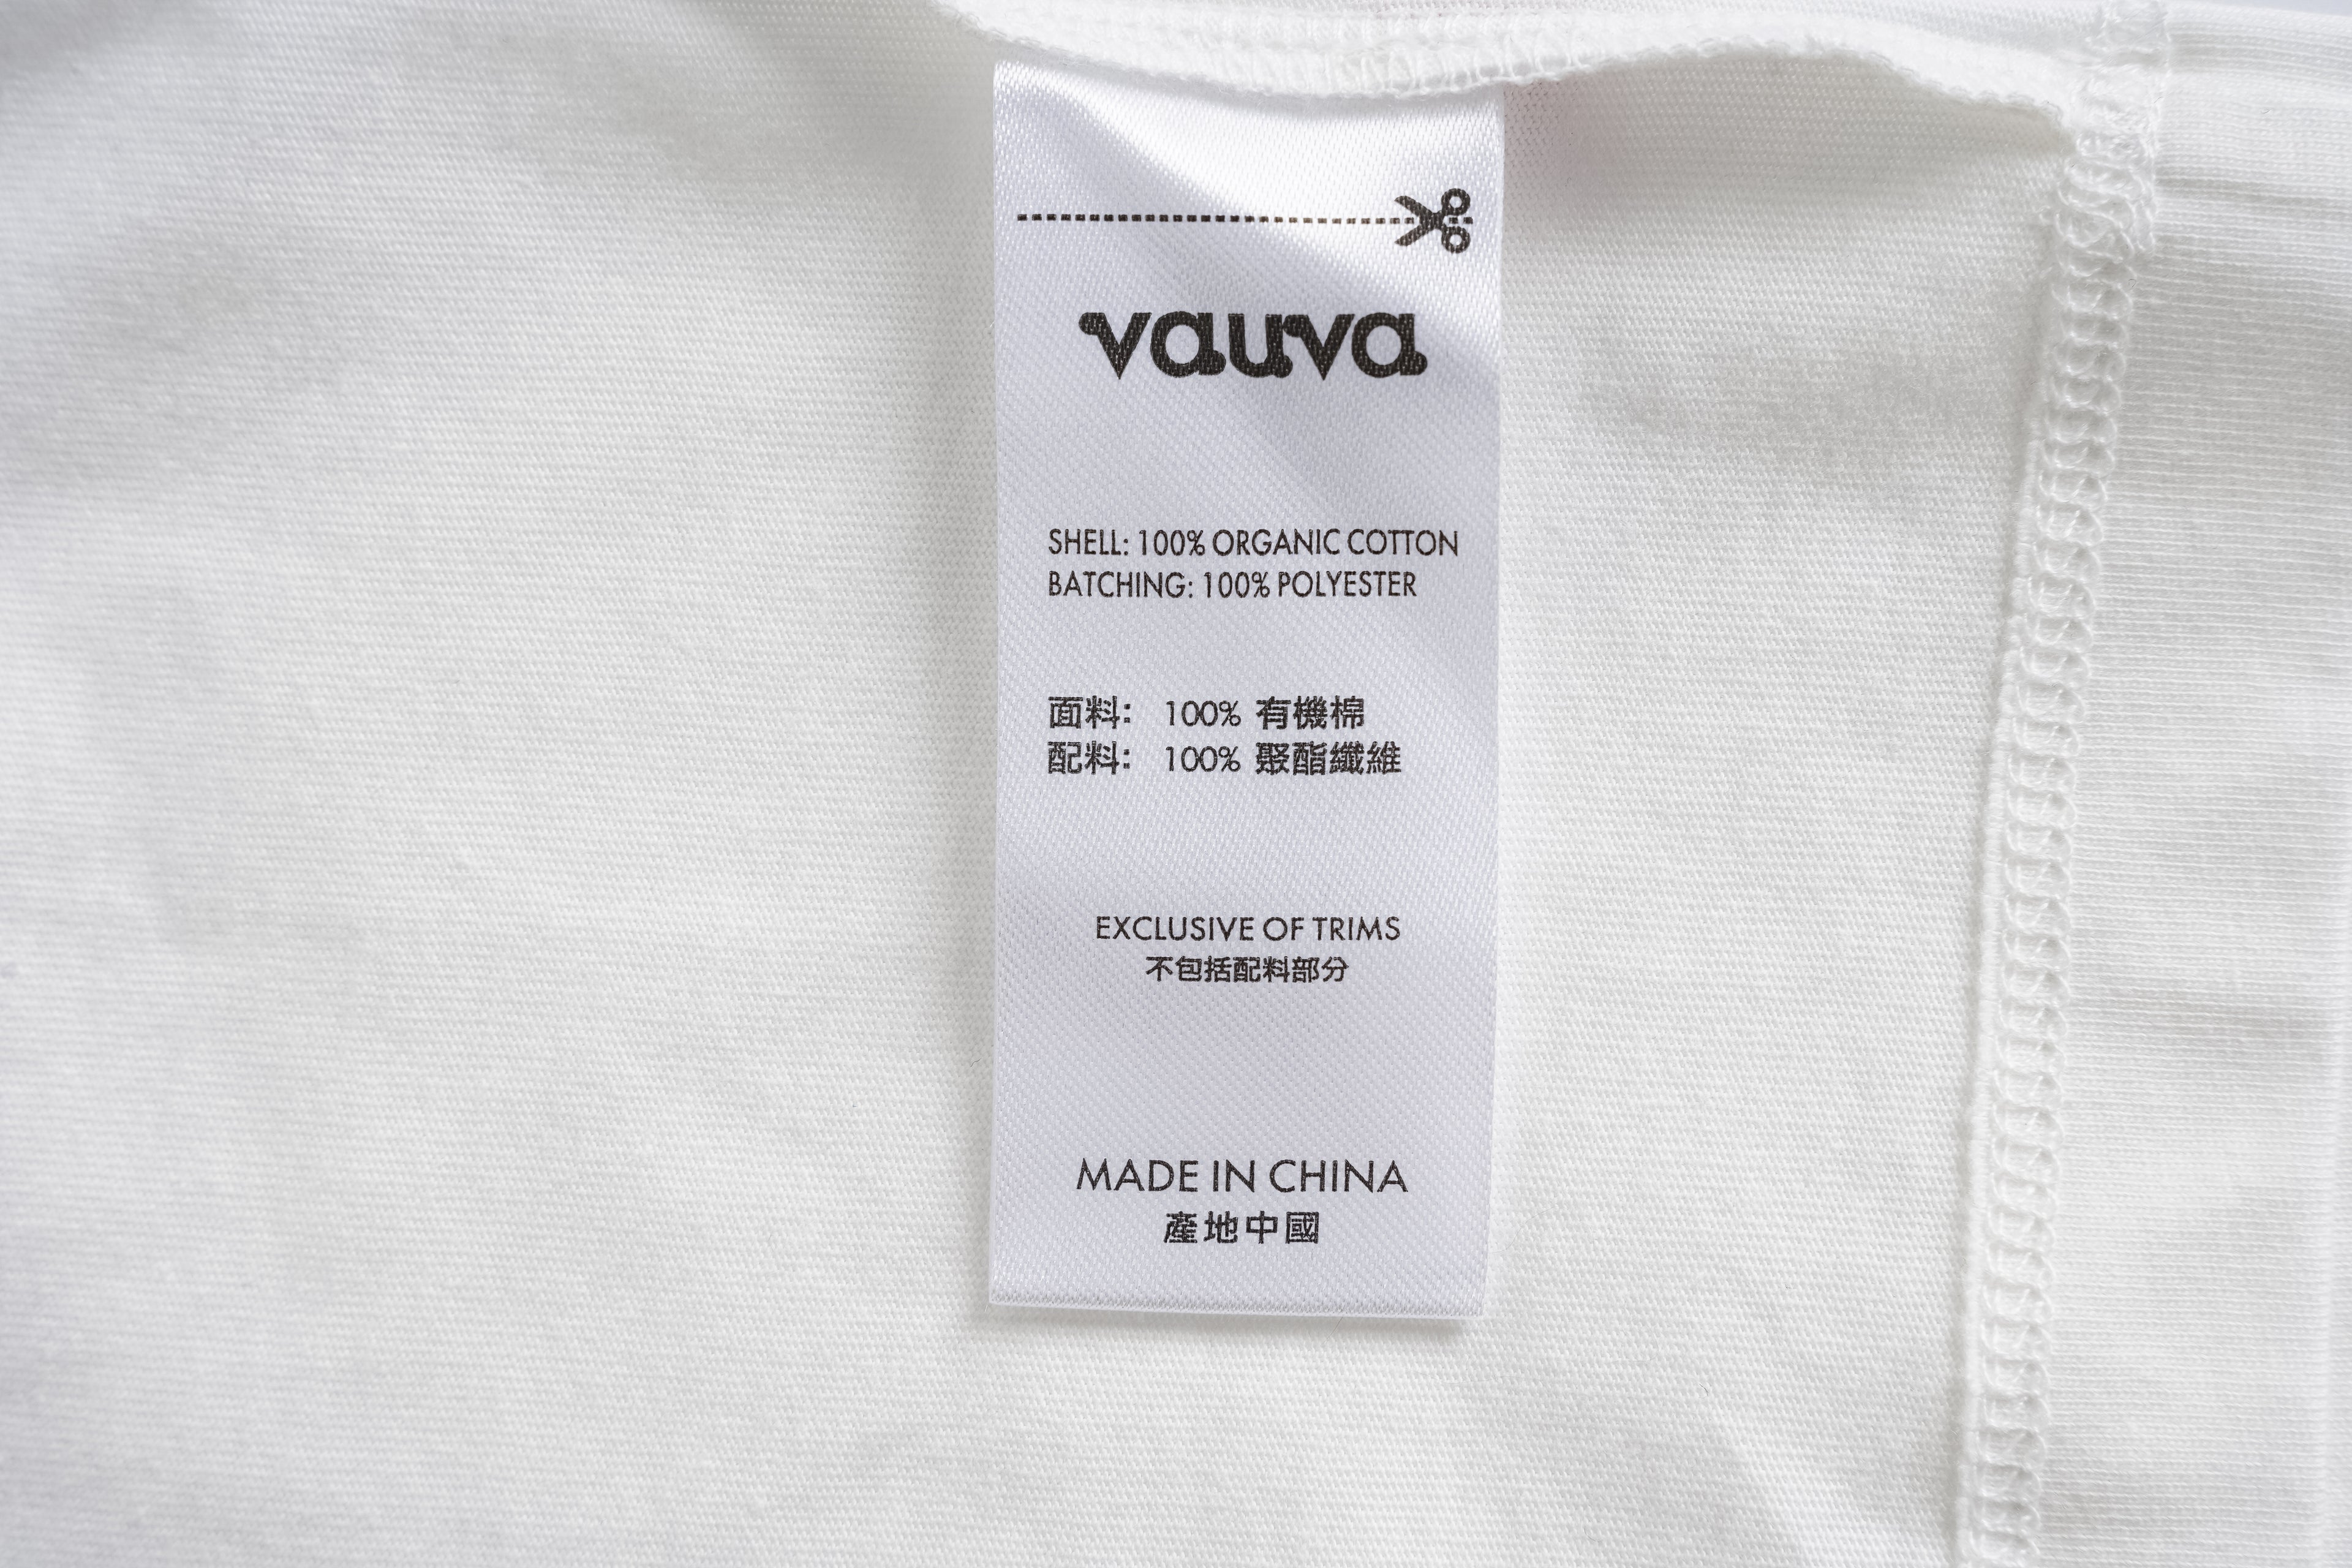 vauva
SHELL: 100% ORGANIC COTTON
BATCHING: 100% POLYESTER
面料: 100% 有機棉
配料: 100% 聚酯纖維
EXCLUSIVE OF TRIMS
不包括配料部分
MADE IN CHINA
產地中國